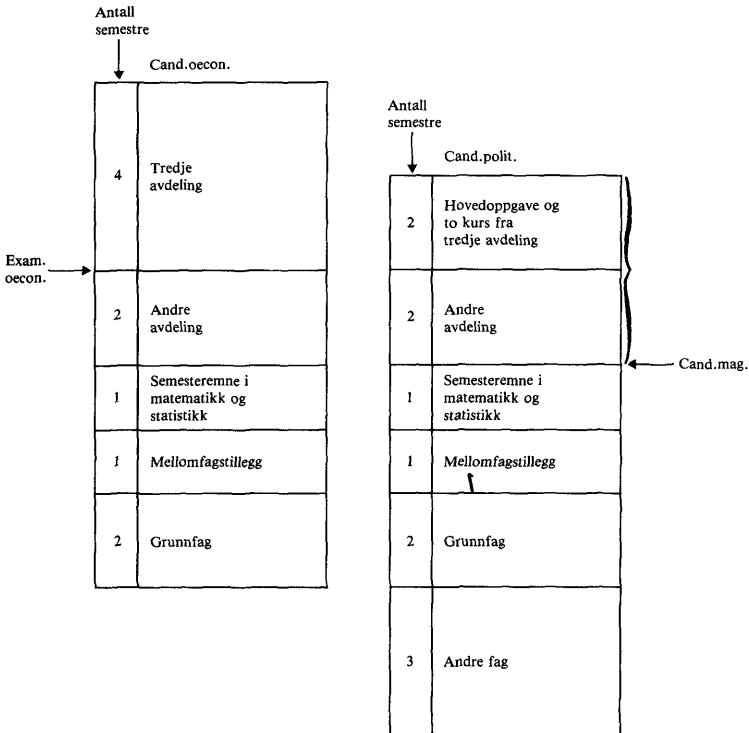 Antall
semestre
Cand.oecon.
4
Tredje
avdeling
Exam.
oecon.
2
Andre
avdeling
1
Semesteremne i
matematikk og
statistikk
1
Mellomfagstillegg
2
Grunnfag
Antall
semestre
Cand.polit.
2
Hovedoppgave og
to kurs fra
tredje avdeling
2
Andre
avdeling
Cand.mag.
1
Semesteremne i
matematikk og
statistikk
1
Mellomfagstillegg
2
Grunnfag
3
Andre fag